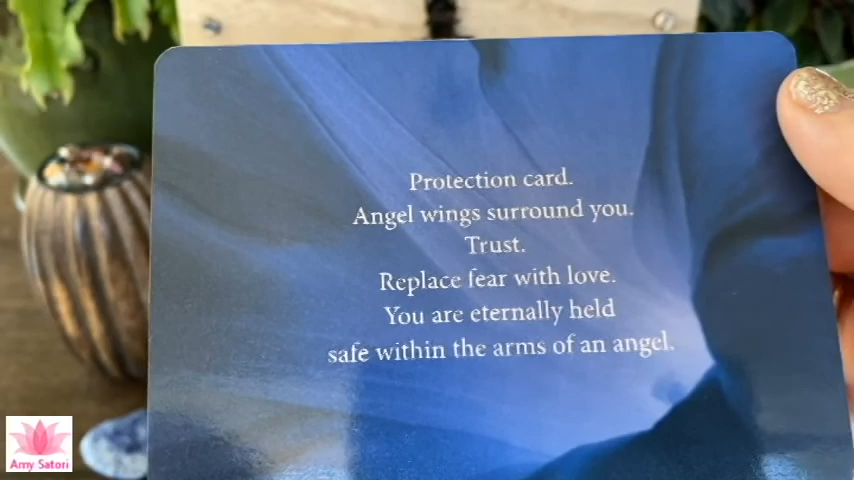 Protection card.
Angel wings surround you.
Trust.
Replace fear with love.
You are eternally held
safe within the arms of an angel.
Amy Satori